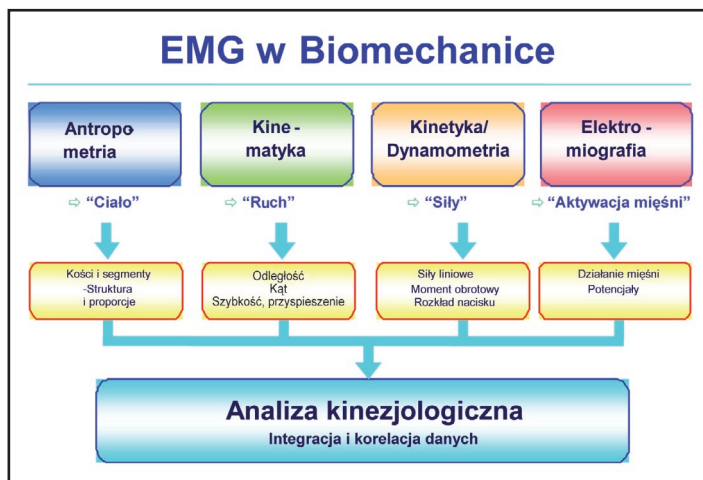 EMG w Biomechanice
Antropo-
metria
Kine -
matyka
Kinetyka/
Dynamometria
Elektro -
miografia
⇨ “Ciało”
⇨ “Ruch”
⇨ “Siły”
⇨ “Aktywacja mięśni”
Kości i segmenty
-Struktura
i proporcje
Odległość
Kąt
Szybkość, przyspieszenie
Siły liniowe
Moment obrotowy
Rozkład nacisku
Działanie mięśni
Potencjały
Analiza kinezjologiczna
Integracja i korelacja danych